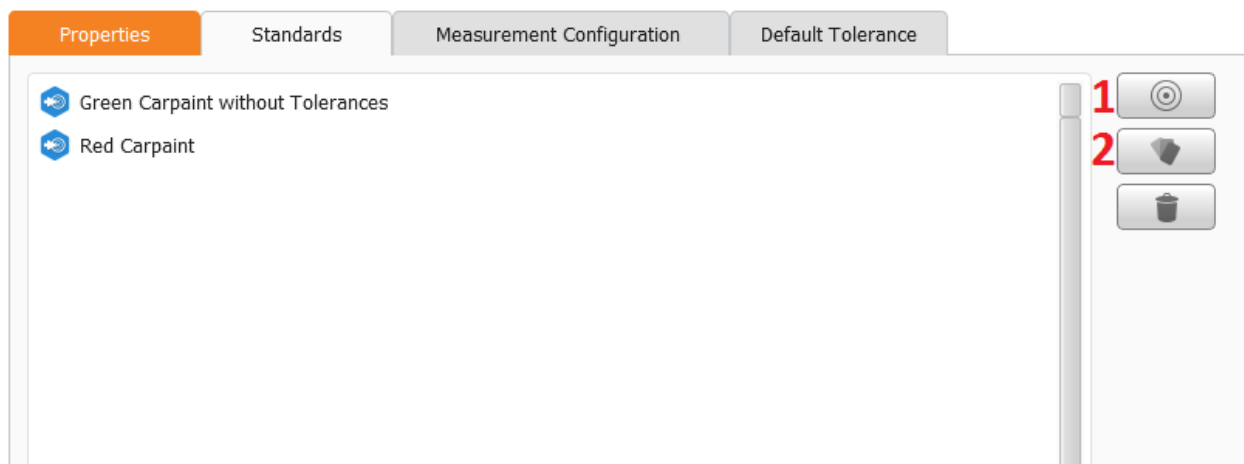 Properties Standards Measurement Configuration Default Tolerance
Green Carpaint without Tolerances 1
Red Carpaint 2